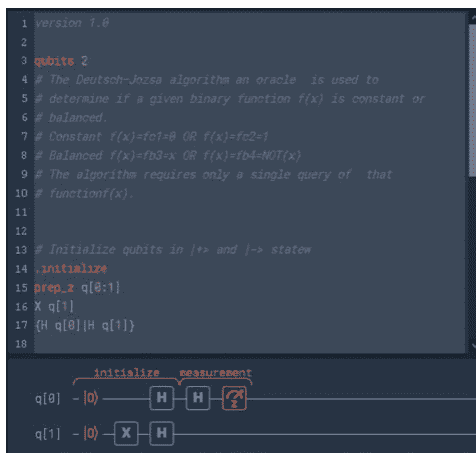 1 version 1.0
2
3 qubits 2
4 # The Deutsch-Jozsa algorithm an oracle is used to
5 # determine if a given binary function f(x) is constant or
6 # balanced.
7 # Constant f(x)=fc1=0 OR f(x)=fc2=1
8 # Balanced f(x)=fb3=x OR f(x)=fb4=NOT(x)
9 # The algorithm requires only a single query of that
10 # functionf(x).
11
12
13 # Initialize qubits in |+> and |-> statew
14 .initialize
15 prep_z q[0:1]
16 X q[1]
17 {H q[0]|H q[1]}
18
initialize measurement
q[0] |0⟩ H H z
q[1] |0⟩ X H